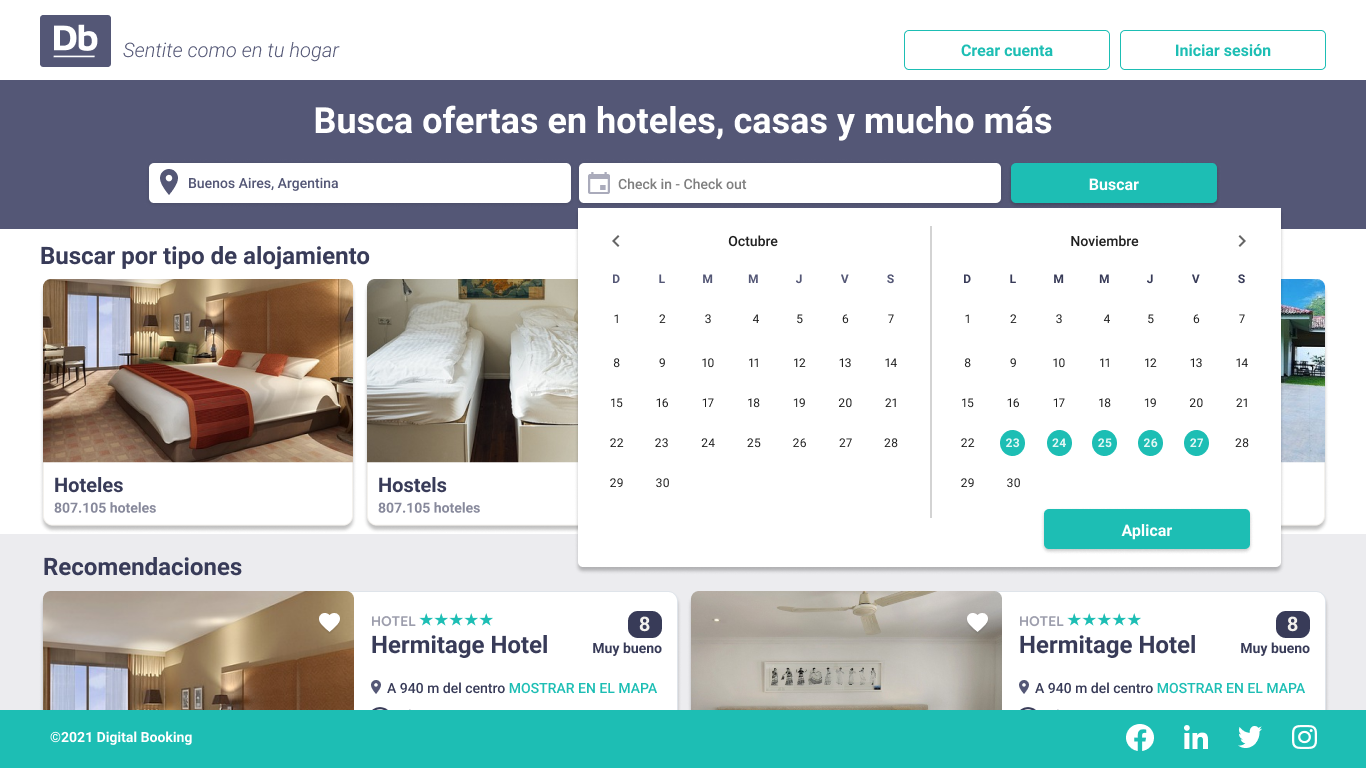 Db
Sentite como en tu hogar
Crear cuenta
Iniciar sesión
Busca ofertas en hoteles, casas y mucho más
Buenos Aires, Argentina
Check in - Check out
Buscar
Buscar por tipo de alojamiento
Octubre
D L M M J V S
1 2 3 4 5 6 7
8 9 10 11 12 13 14
15 16 17 18 19 20 21
22 23 24 25 26 27 28
29 30
Noviembre
D L M M J V S
1 2 3 4 5 6 7
8 9 10 11 12 13 14
15 16 17 18 19 20 21
22 23 24 25 26 27 28
29 30
Aplicar
Hoteles
807.105 hoteles
Hostels
807.105 hoteles
Recomendaciones
HOTEL
8
Hermitage Hotel
Muy bueno
A 940 m del centro MOSTRAR EN EL MAPA
HOTEL
8
Hermitage Hotel
Muy bueno
A 940 m del centro MOSTRAR EN EL MAPA
©2021 Digital Booking